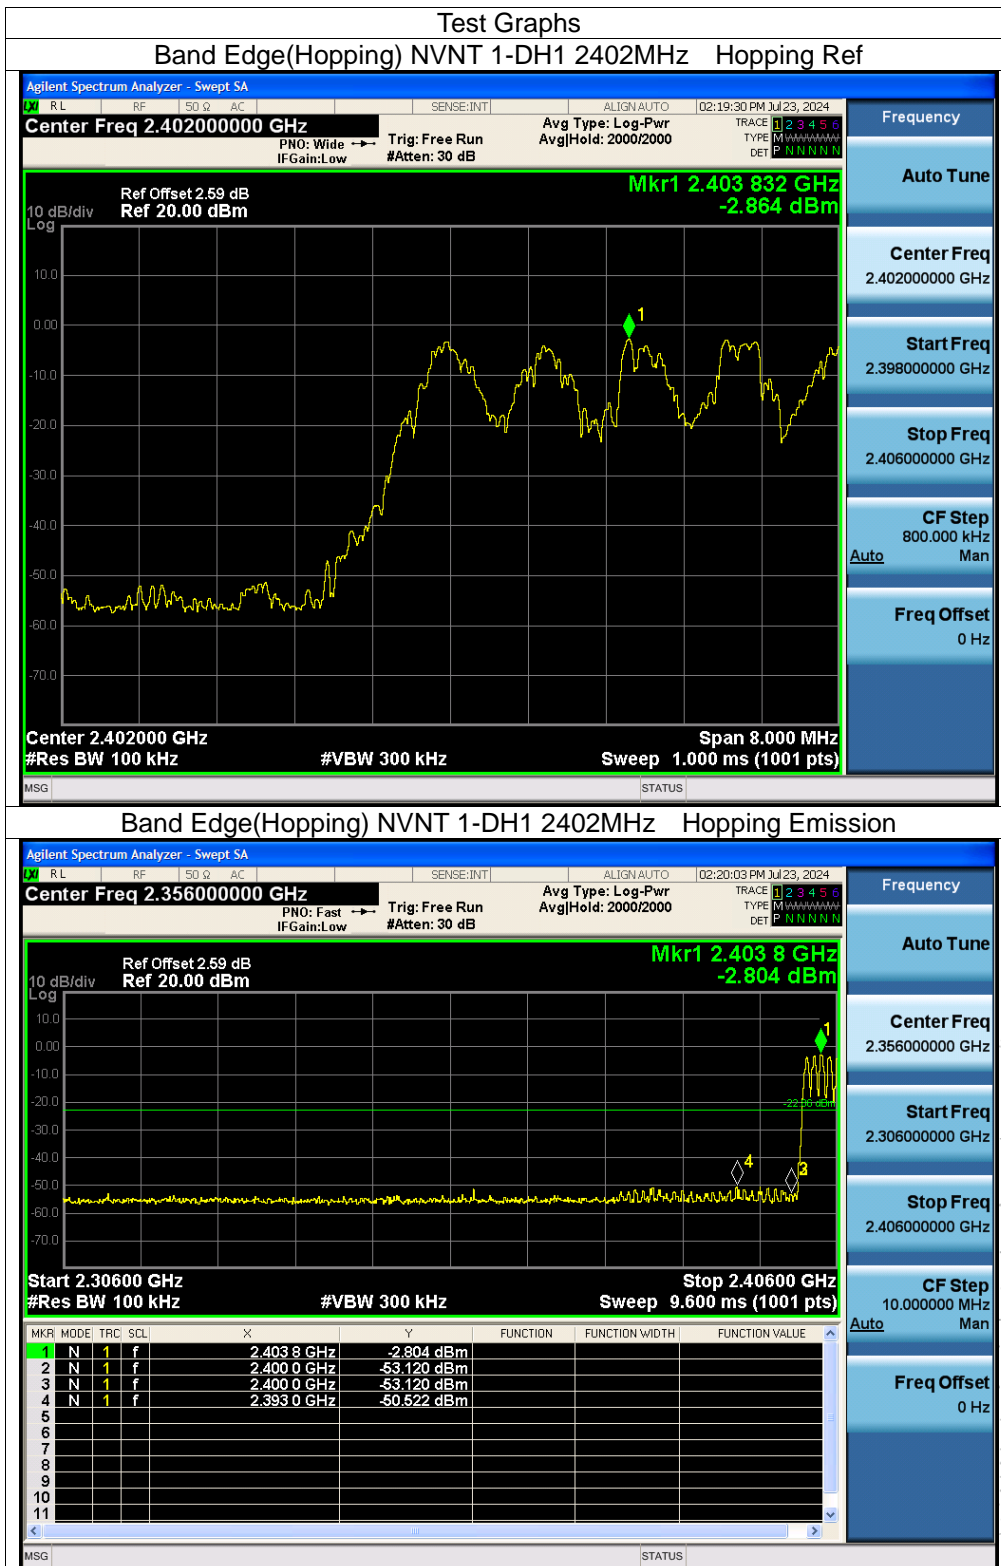 Test Graphs
Band Edge(Hopping) NVNT 1-DH1 2402MHz Hopping Ref
Agilent Spectrum Analyzer - Swept SA
LXI RL RF 50 Ω AC SENSE:INT ALIGN AUTO 02:19:30 PM Jul 23, 2024
Center Freq 2.402000000 GHz
PNO: Wide
IFGain:Low
Trig: Free Run
#Atten: 30 dB
Avg Type: Log-Pwr
Avg|Hold: 2000/2000
TRACE 1 2 3 4 5 6
TYPE M
DET P N N N N N
Frequency
Auto Tune
Center Freq
2.402000000 GHz
Start Freq
2.398000000 GHz
Stop Freq
2.406000000 GHz
CF Step
800.000 kHz
Auto Man
Freq Offset
0 Hz
Mkr1 2.403 832 GHz
-2.864 dBm
Ref Offset 2.59 dB
10 dB/div Ref 20.00 dBm
Log
10.0
0.00
-10.0
-20.0
-30.0
-40.0
-50.0
-60.0
-70.0
1
Center 2.402000 GHz Span 8.000 MHz
#Res BW 100 kHz #VBW 300 kHz Sweep 1.000 ms (1001 pts)
MSG STATUS
Band Edge(Hopping) NVNT 1-DH1 2402MHz Hopping Emission
Agilent Spectrum Analyzer - Swept SA
LXI RL RF 50 Ω AC SENSE:INT ALIGN AUTO 02:20:03 PM Jul 23, 2024
Center Freq 2.356000000 GHz
PNO: Fast
IFGain:Low
Trig: Free Run
#Atten: 30 dB
Avg Type: Log-Pwr
Avg|Hold: 2000/2000
TRACE 1 2 3 4 5 6
TYPE M
DET P N N N N N
Frequency
Auto Tune
Center Freq
2.356000000 GHz
Start Freq
2.306000000 GHz
Stop Freq
2.406000000 GHz
CF Step
10.000000 MHz
Auto Man
Freq Offset
0 Hz
Mkr1 2.403 8 GHz
-2.804 dBm
Ref Offset 2.59 dB
10 dB/div Ref 20.00 dBm
Log
10.0
0.00
-10.0
-20.0
-30.0
-40.0
-50.0
-60.0
-70.0
1
4
Start 2.30600 GHz Stop 2.40600 GHz
#Res BW 100 kHz #VBW 300 kHz Sweep 9.600 ms (1001 pts)
MKR MODE TRC SCL X Y FUNCTION FUNCTION WIDTH FUNCTION VALUE
1 N 1 f 2.403 8 GHz -2.804 dBm
2 N 1 f 2.400 0 GHz -53.120 dBm
3 N 1 f 2.400 0 GHz -53.120 dBm
4 N 1 f 2.393 0 GHz -50.522 dBm
5
6
7
8
9
10
11
MSG STATUS